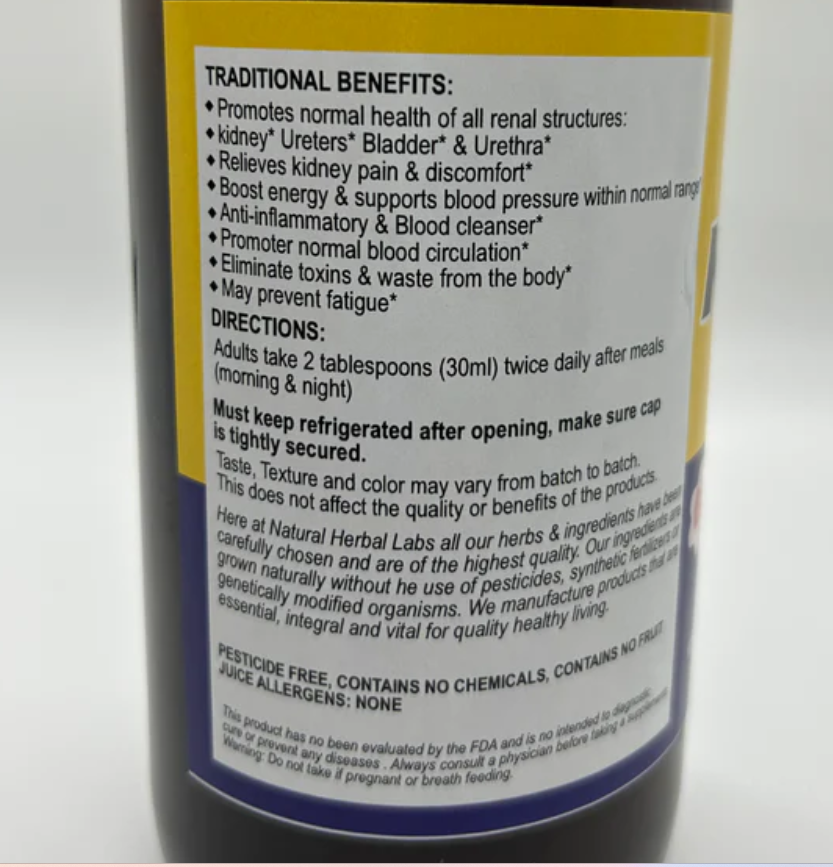 TRADITIONAL BENEFITS:
♦ Promotes normal health of all renal structures:
♦ kidney* Ureters* Bladder* & Urethra*
♦ Relieves kidney pain & discomfort*
♦ Boost energy & supports blood pressure within normal range*
♦ Anti-inflammatory & Blood cleanser*
♦ Promoter normal blood circulation*
♦ Eliminate toxins & waste from the body*
♦ May prevent fatigue*
DIRECTIONS:
Adults take 2 tablespoons (30ml) twice daily after meals
(morning & night)
Must keep refrigerated after opening, make sure cap
is tightly secured.
Taste, Texture and color may vary from batch to batch.
This does not affect the quality or benefits of the products.
Here at Natural Herbal Labs all our herbs & ingredients have been
carefully chosen and are of the highest quality. Our ingredients are
grown naturally without he use of pesticides, synthetic fertilizers or
genetically modified organisms. We manufacture products that are
essential, integral and vital for quality healthy living.
PESTICIDE FREE, CONTAINS NO CHEMICALS, CONTAINS NO FRUIT
JUICE ALLERGENS: NONE
This product has no been evaluated by the FDA and is no intended to diagnostic,
cure or prevent any diseases . Always consult a physician before taking a supplement.
Warning: Do not take if pregnant or breath feeding.